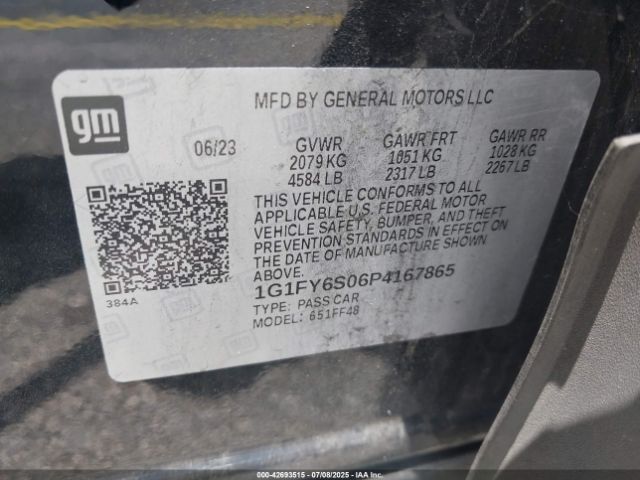 gm
MFD BY GENERAL MOTORS LLC
06/23 GVWR GAWR FRT GAWR RR
2079 KG 1051 KG 1028 KG
4584 LB 2317 LB 2267 LB
THIS VEHICLE CONFORMS TO ALL
APPLICABLE U.S. FEDERAL MOTOR
VEHICLE SAFETY, BUMPER, AND THEFT
PREVENTION STANDARDS IN EFFECT ON
THE DATE OF MANUFACTURE SHOWN
ABOVE.
384A
1G1FY6S06P4167865
TYPE: PASS CAR
MODEL: 651FF48
000-42693515 - 07/08/2025 - IAA Inc.